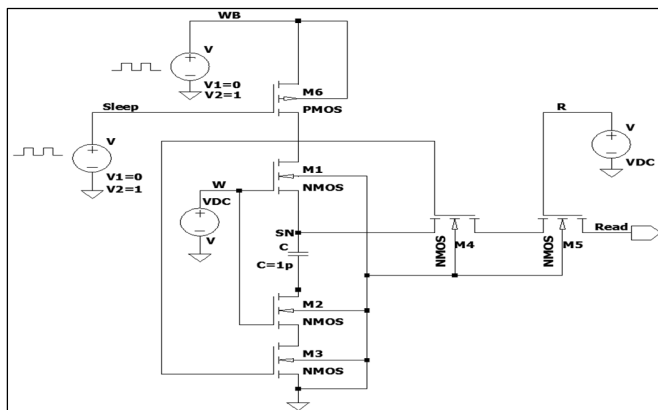 WB
V
V1=0
V2=1
M6
PMOS
Sleep
V
V1=0
V2=1
R
V
VDC
M1
NMOS
W
VDC
V
SN
C
C=1p
NMOS
M4
NMOS
M5
Read
M2
NMOS
M3
NMOS